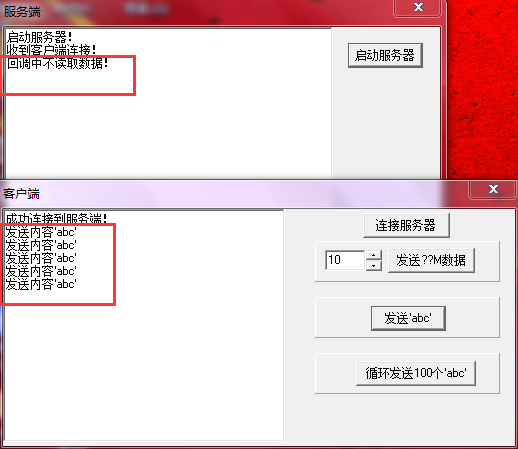 服务端
启动服务器!
收到客户端连接!
回调中不读取数据!
启动服务器
客户端
成功连接到服务端!
发送内容'abc'
发送内容'abc'
发送内容'abc'
发送内容'abc'
发送内容'abc'
连接服务器
10 发送??M数据
发送'abc'
循环发送100个'abc'